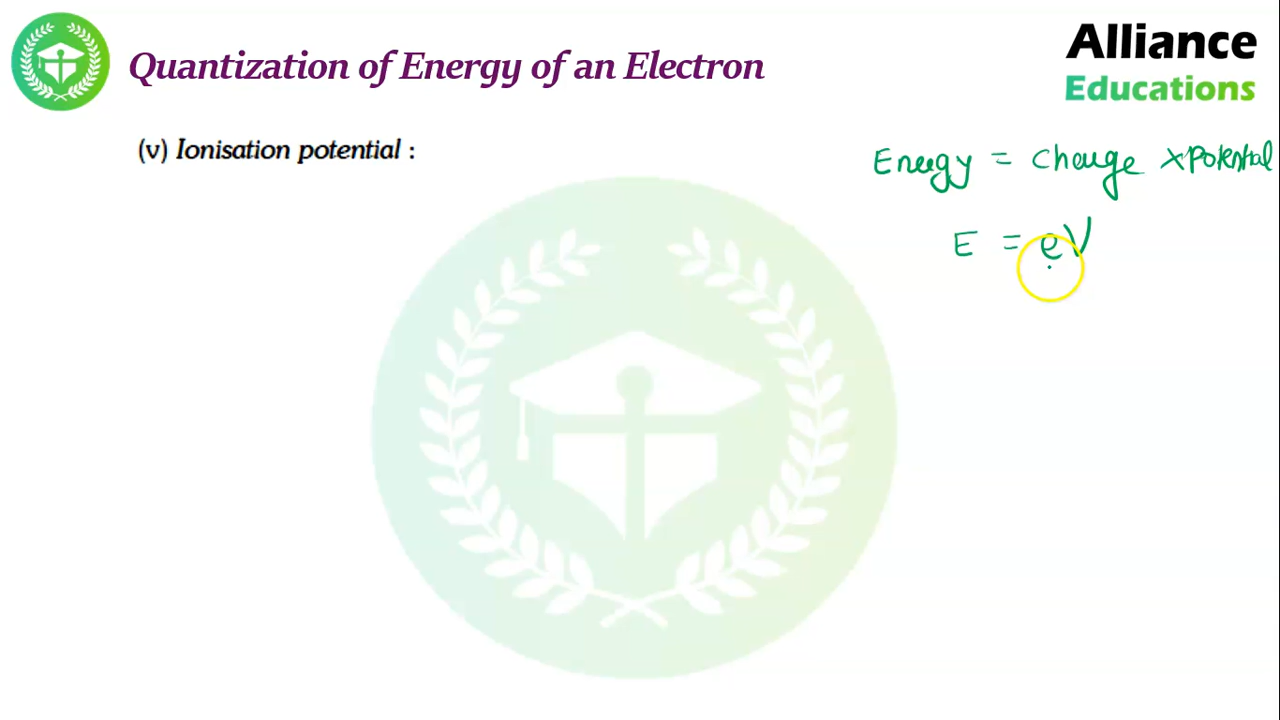 Quantization of Energy of an Electron
Alliance
Educations
(v) Ionisation potential :
Energy = charge x potential
E = eV